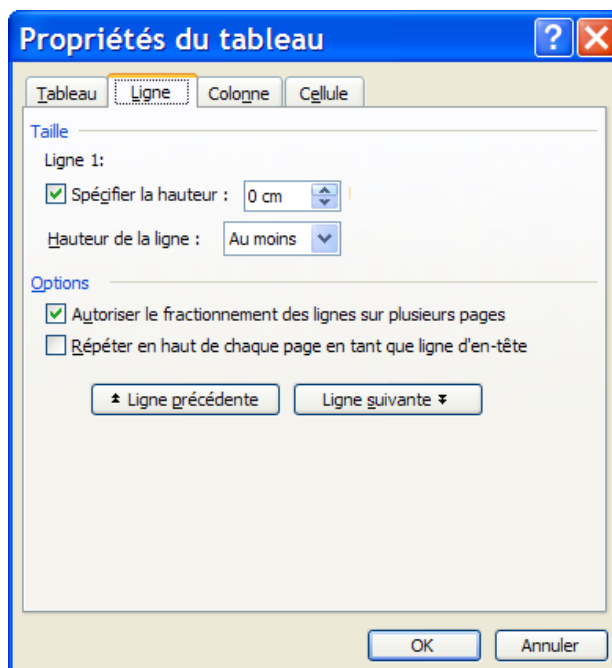 Propriétés du tableau
Tableau Ligne Colonne Cellule
Taille
Ligne 1:
Spécifier la hauteur : 0 cm
Hauteur de la ligne : Au moins
Options
Autoriser le fractionnement des lignes sur plusieurs pages
Répéter en haut de chaque page en tant que ligne d'en-tête
Ligne précédente Ligne suivante
OK Annuler